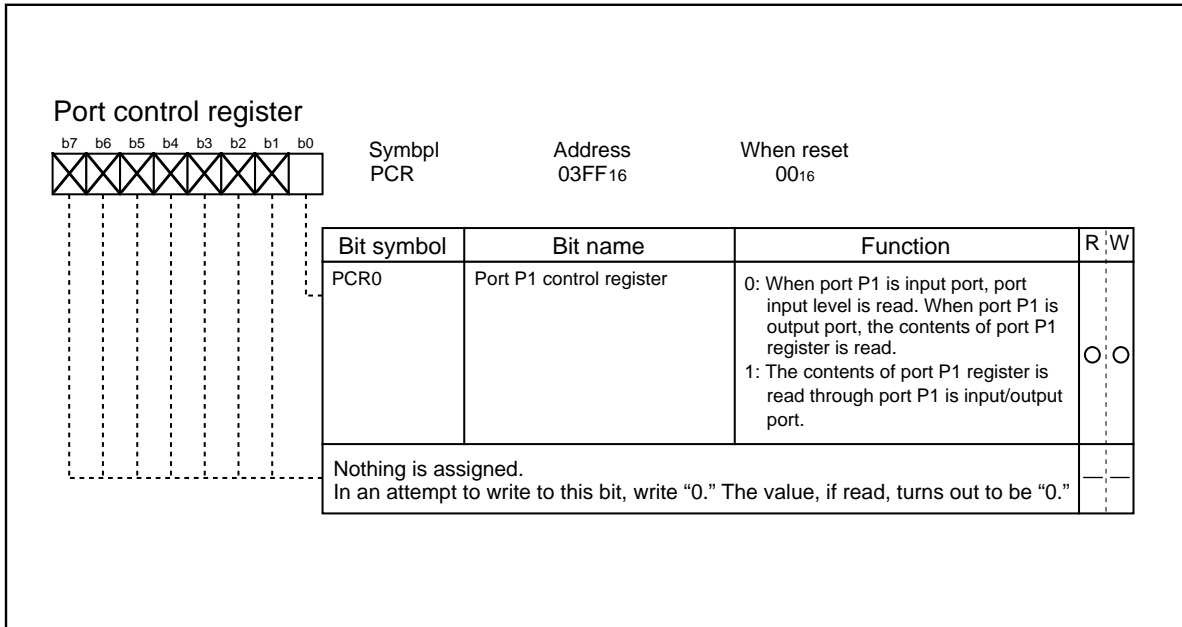 Port control register
b7 b6 b5 b4 b3 b2 b1 b0
Symbpl Address When reset
PCR 03FF16 0016
Bit symbol Bit name Function R W
PCR0 Port P1 control register 0: When port P1 is input port, port
input level is read. When port P1 is
output port, the contents of port P1
register is read.
1: The contents of port P1 register is
read through port P1 is input/output
port.
Nothing is assigned.
In an attempt to write to this bit, write “0.” The value, if read, turns out to be “0.”